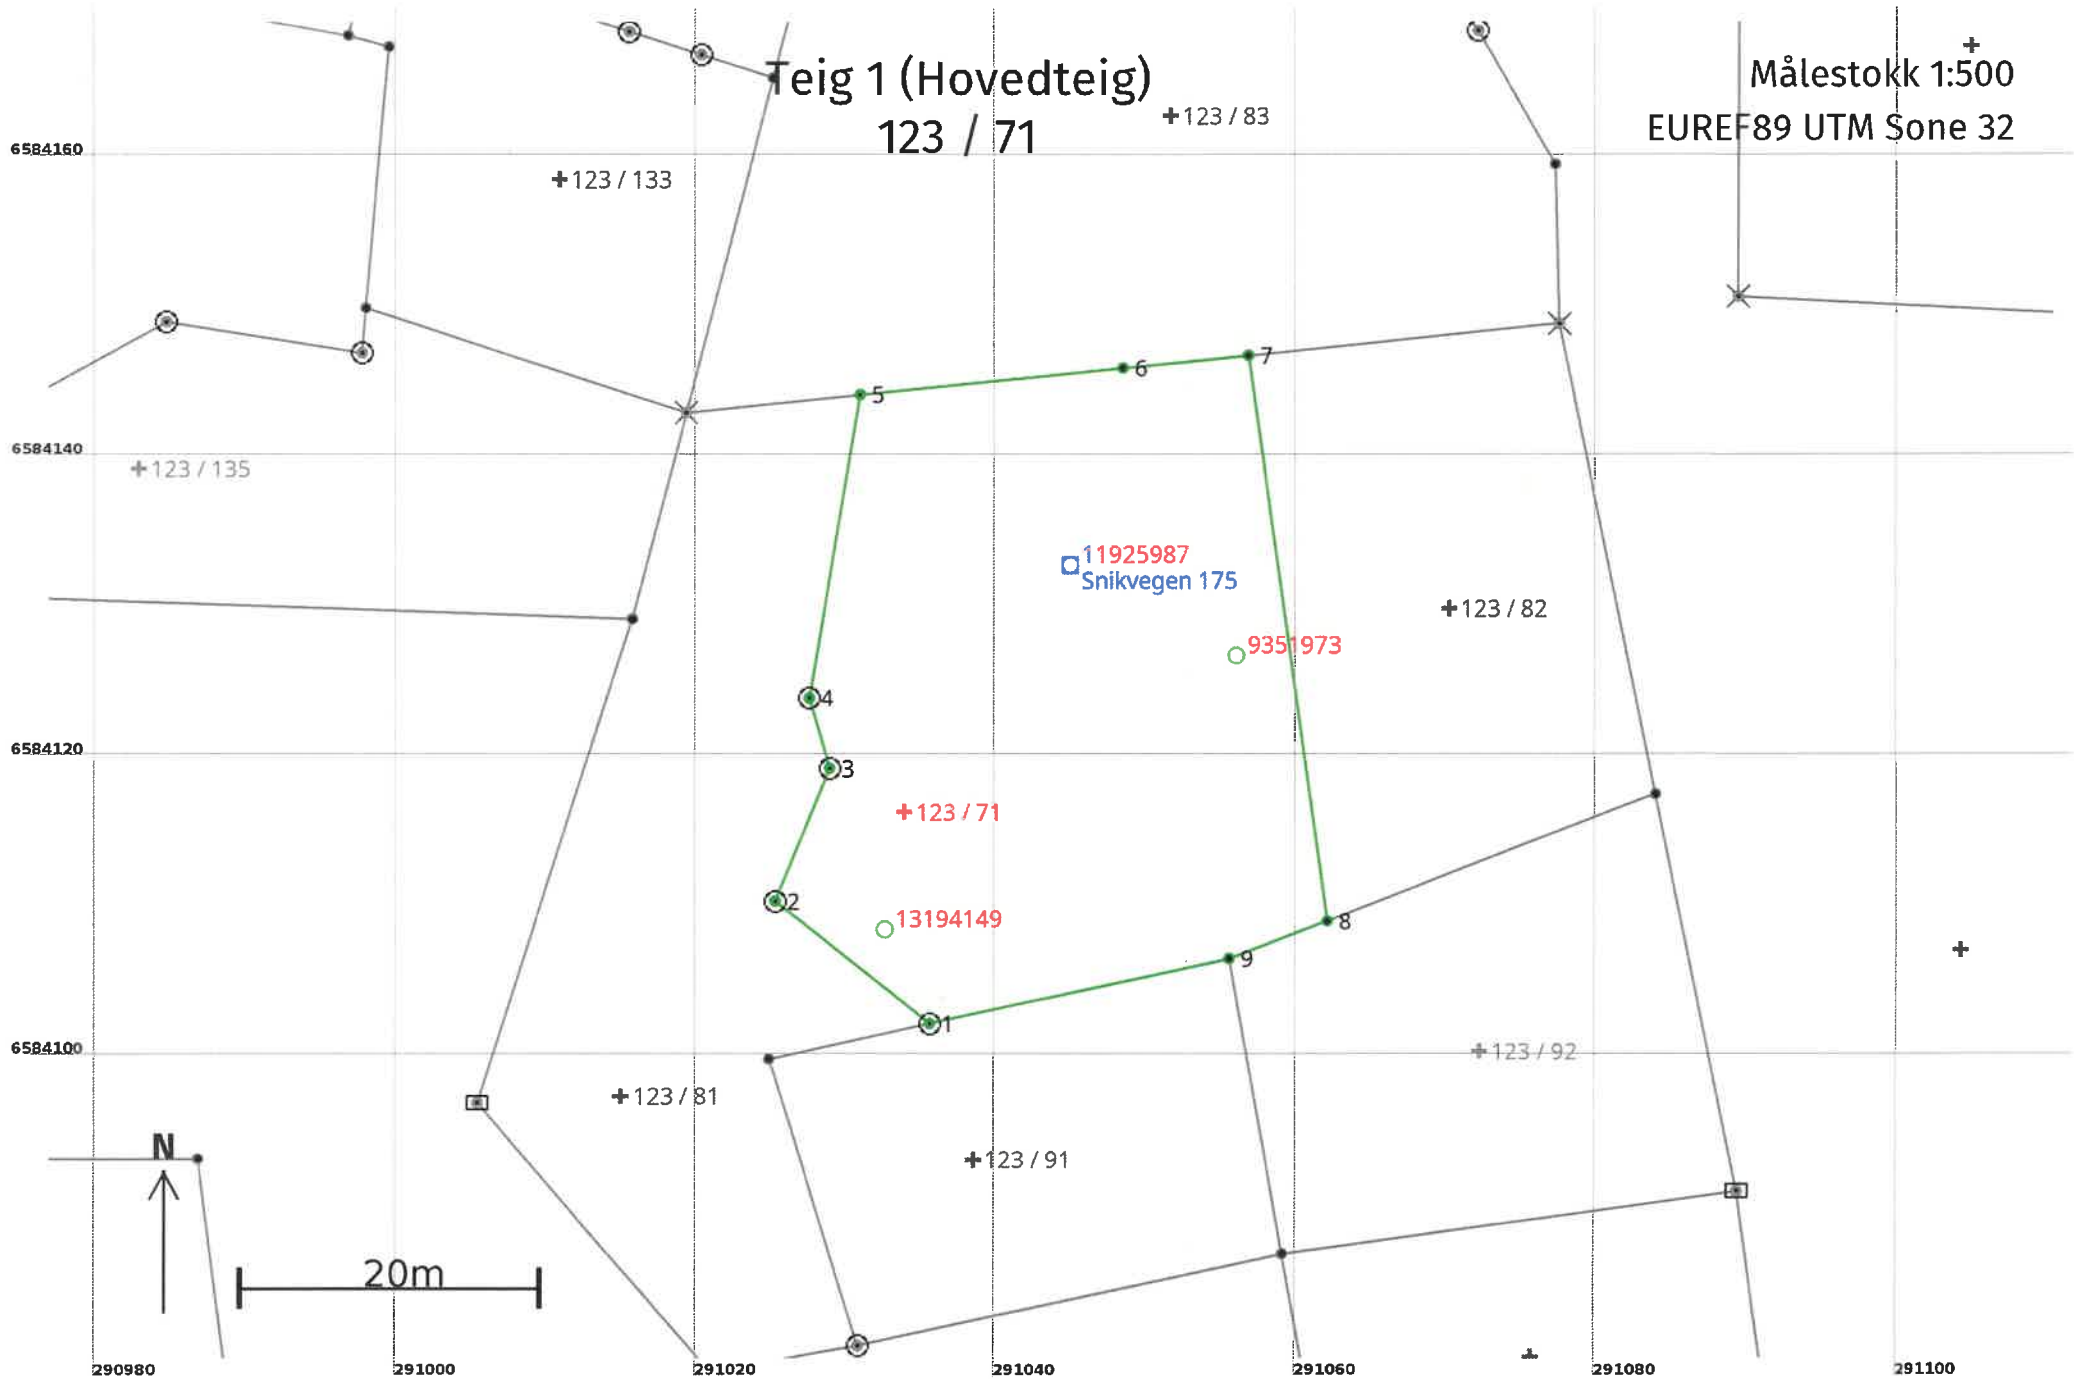 Teig 1 (Hovedteig)
123 / 71
Målestokk 1:500
EUREF89 UTM Sone 32
123 / 83
6584160
123 / 133
7
6
5
6584140
123 / 135
11925987
Snikvegen 175
123 / 82
9351973
4
6584120
3
123 / 71
2
13194149
8
9
1
6584100
123 / 92
123 / 81
N
123 / 91
20m
290980
291000
291020
291040
291060
291080
291100